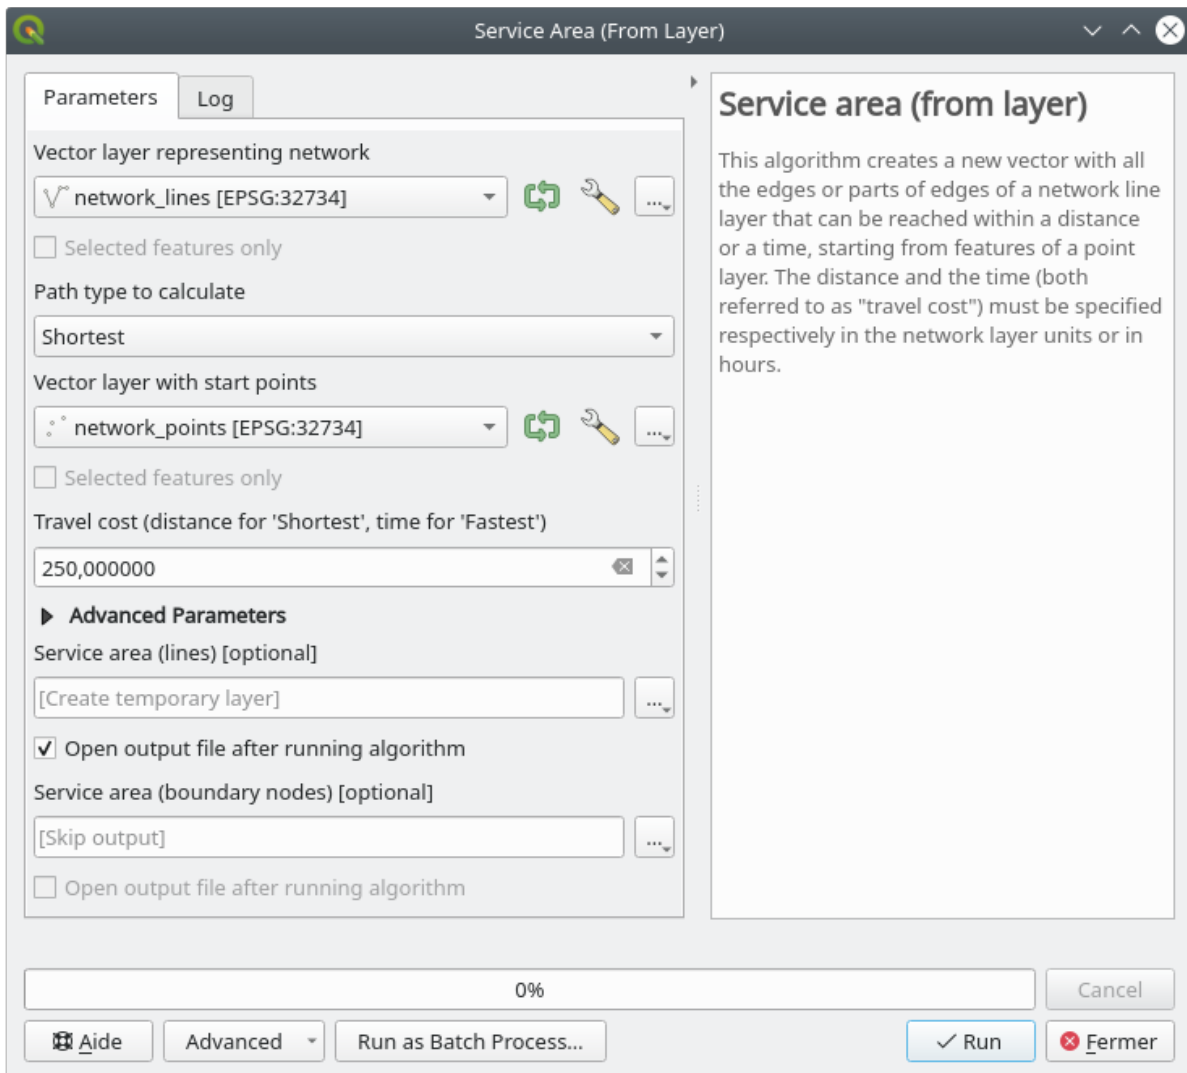 Service Area (From Layer)
Parameters
Log
Vector layer representing network
network_lines [EPSG:32734]
...
Selected features only
Path type to calculate
Shortest
Vector layer with start points
network_points [EPSG:32734]
...
Selected features only
Travel cost (distance for 'Shortest', time for 'Fastest')
250,000000
Advanced Parameters
Service area (lines) [optional]
[Create temporary layer]
...
Open output file after running algorithm
Service area (boundary nodes) [optional]
[Skip output]
...
Open output file after running algorithm
Service area (from layer)
This algorithm creates a new vector with all
the edges or parts of edges of a network line
layer that can be reached within a distance
or a time, starting from features of a point
layer. The distance and the time (both
referred to as "travel cost") must be specified
respectively in the network layer units or in
hours.
0%
Cancel
Aide
Advanced
Run as Batch Process...
Run
Fermer